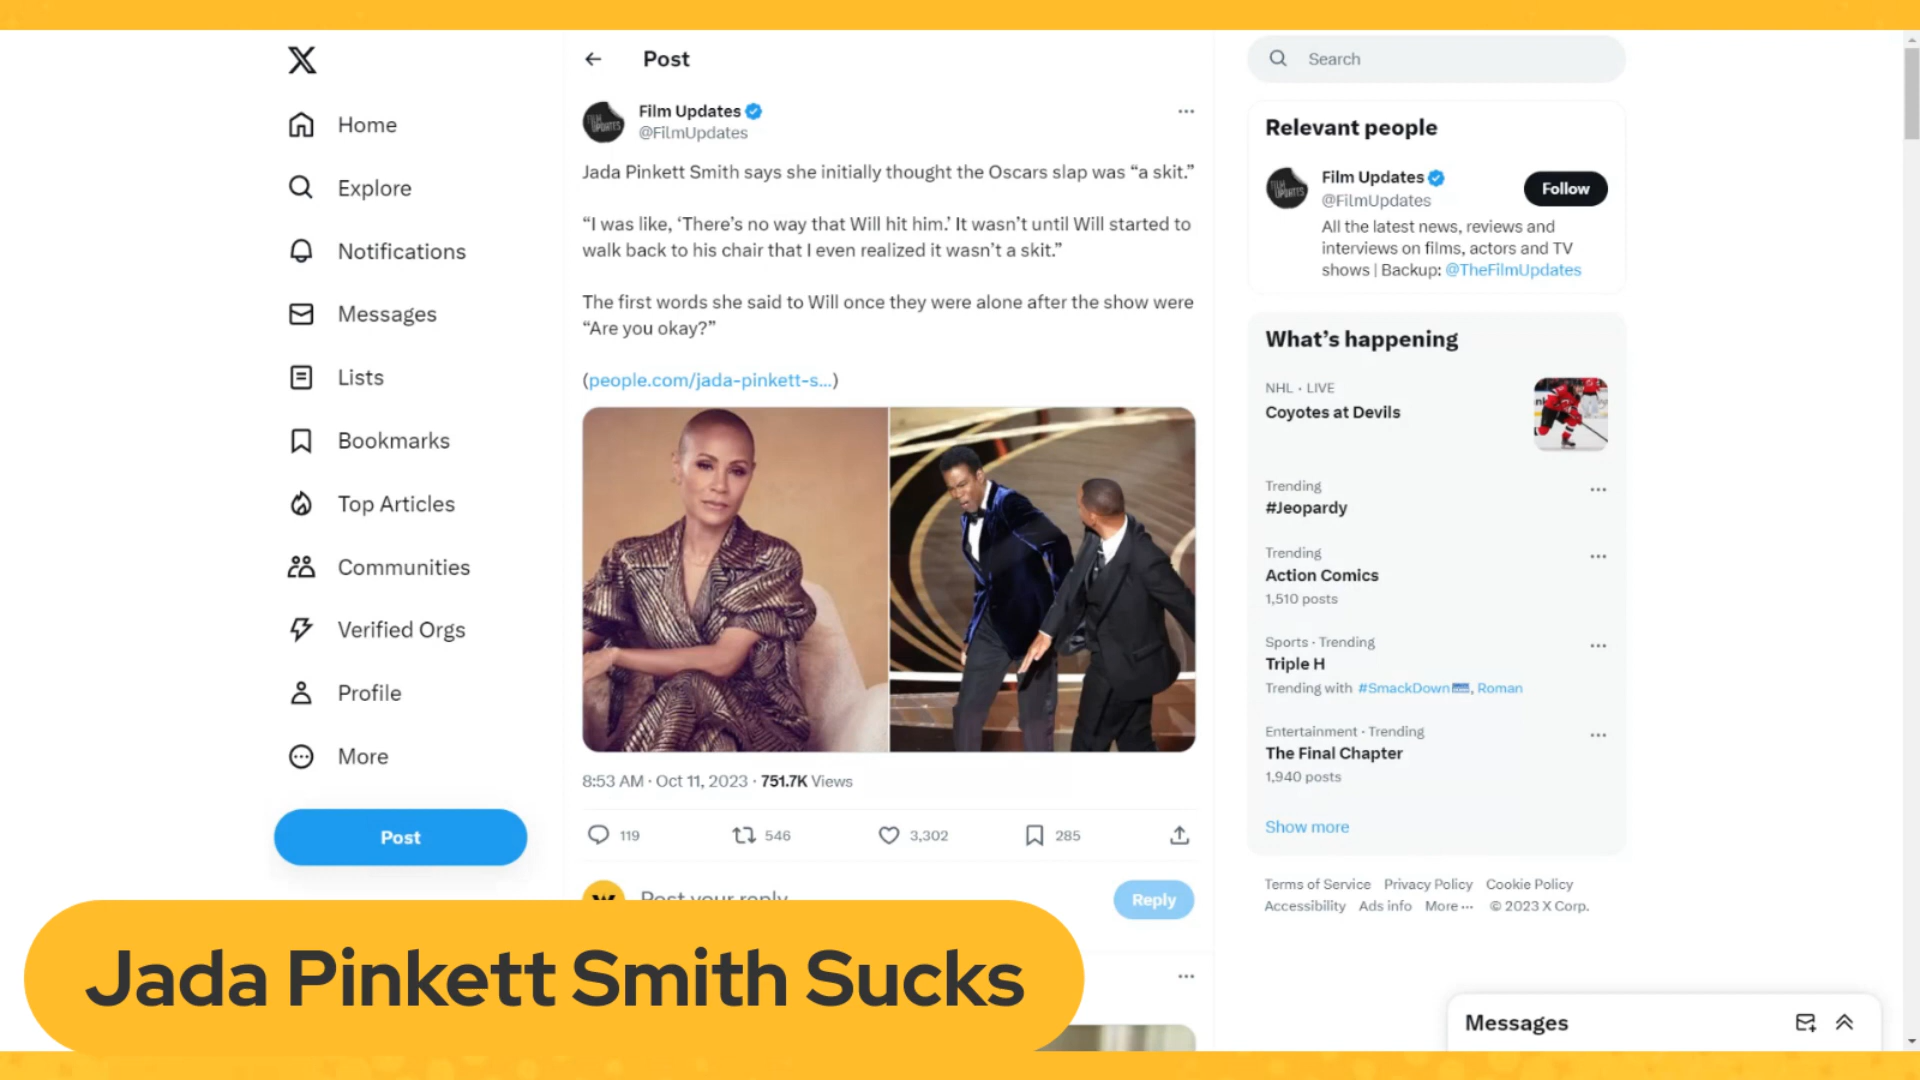 X
Home
Explore
Notifications
Messages
Lists
Bookmarks
Top Articles
Communities
Verified Orgs
Profile
More
Post
Post
Film Updates
@FilmUpdates
Jada Pinkett Smith says she initially thought the Oscars slap was “a skit.”
“I was like, ‘There’s no way that Will hit him.’ It wasn’t until Will started to
walk back to his chair that I even realized it wasn’t a skit.”
The first words she said to Will once they were alone after the show were
“Are you okay?”
(people.com/jada-pinkett-s...)
8:53 AM · Oct 11, 2023 · 751.7K Views
119 546 3,302 285
Post your reply
Reply
Search
Relevant people
Film Updates
@FilmUpdates
Follow
All the latest news, reviews and
interviews on films, actors and TV
shows | Backup: @TheFilmUpdates
What’s happening
NHL · LIVE
Coyotes at Devils
Trending
#Jeopardy
Trending
Action Comics
1,510 posts
Sports · Trending
Triple H
Trending with #SmackDown, Roman
Entertainment · Trending
The Final Chapter
1,940 posts
Show more
Terms of Service Privacy Policy Cookie Policy
Accessibility Ads info More ··· © 2023 X Corp.
Messages
Jada Pinkett Smith Sucks